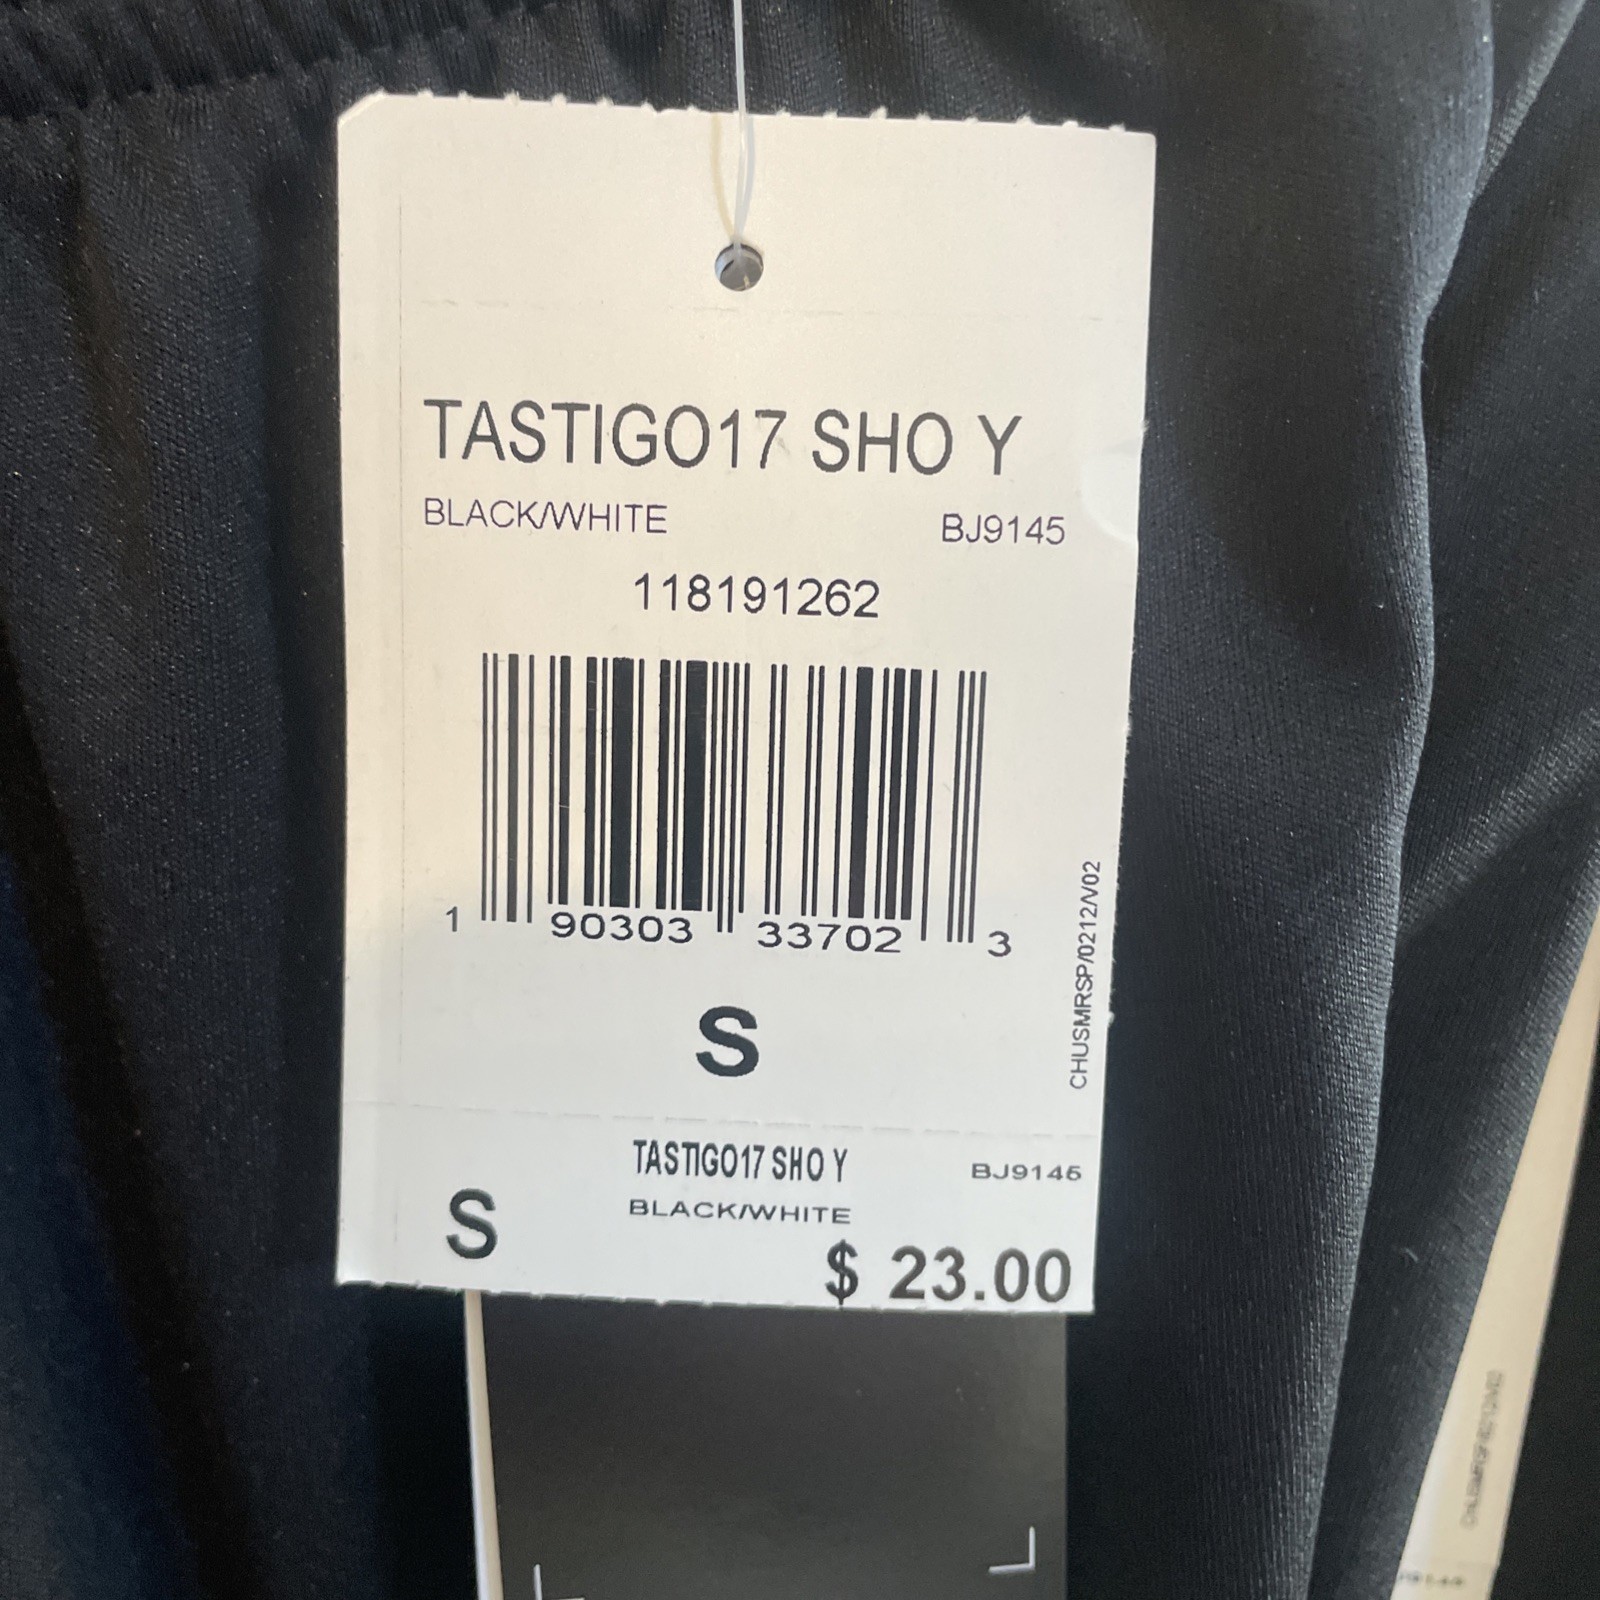 TASTIGO17 SHO Y
BLACK/WHITE BJ9145
118191262
1 90303 33702 3
CHUSMRSP/0212/V02
S
TASTIGO17 SHO Y BJ9145
BLACK/WHITE
S
$ 23.00